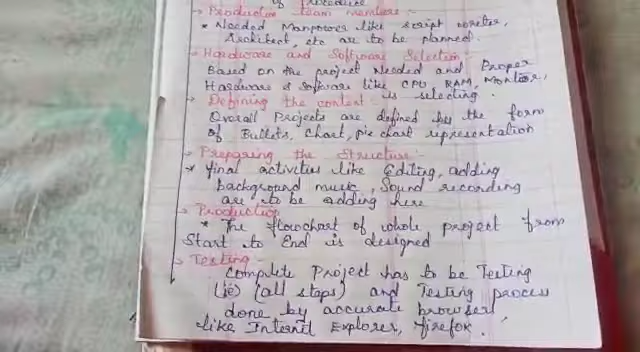 of Procedure
Production team members:-
* Needed Manpower like script writer,
Architect, etc are to be planned.
Hardware and Software Selection:-
Based on the project Needed and Proper
Hardware & Software like CPU, RAM, Monitor,
is selecting.
Defining the content :-
Overall Projects are defined by the form
of Bullets, Chart, pie chart representation
Preparing the Structure:-
* final activities like Editing, adding
background music, Sound recording
are to be adding here
Production
* The flowchart of whole project from
Start to End is designed
Testing:-
Complete Project has to be Testing
(ie) (all steps) and Testing process
done by accurate browser
like Internet Explorer, firefox.